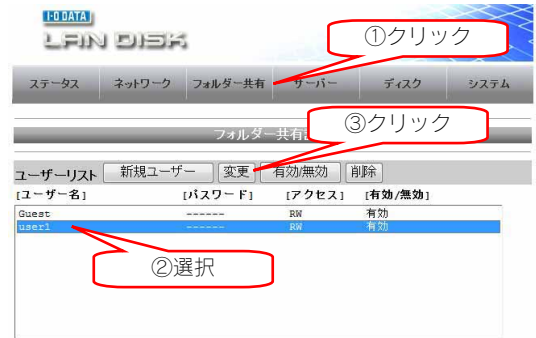 I-O DATA
LAN DISK
①クリック
ステータス ネットワーク フォルダー共有 サーバー ディスク システム
フォルダー共有
③クリック
ユーザーリスト 新規ユーザー 変更 有効/無効 削除
[ユーザー名] [パスワード] [アクセス] [有効/無効]
Guest ------ RW 有効
user1 ------ RW 有効
②選択